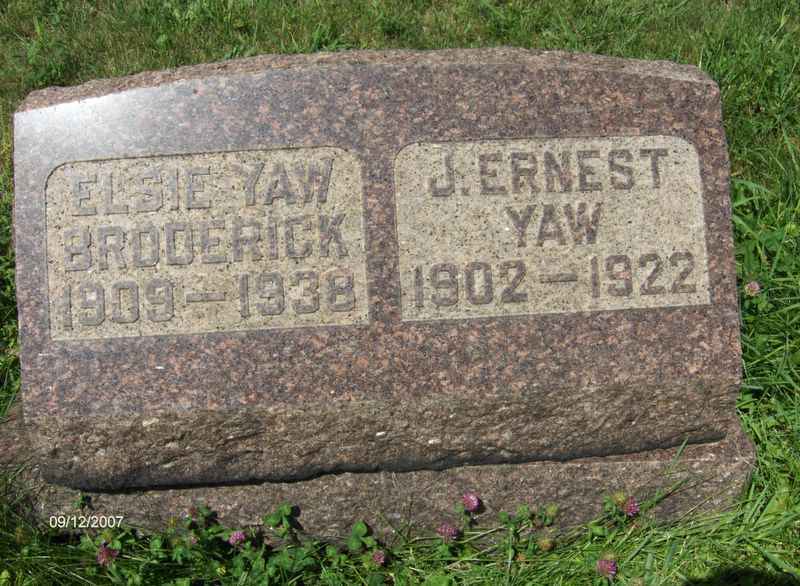 ELSIE YAW
BRODERICK
1909–1938
J. ERNEST
YAW
1902–1922
09/12/2007